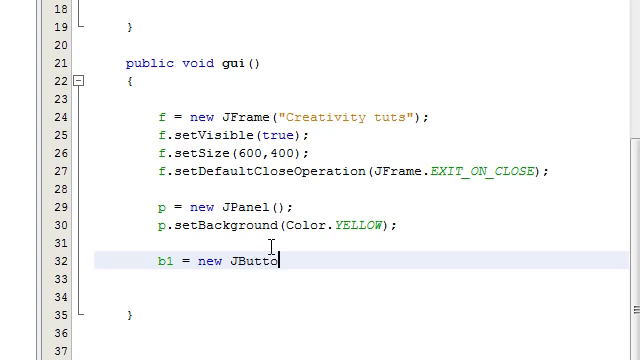 18
19 }
20
21 public void gui()
22 {
23
24 f = new JFrame("Creativity tuts");
25 f.setVisible(true);
26 f.setSize(600,400);
27 f.setDefaultCloseOperation(JFrame.EXIT_ON_CLOSE);
28
29 p = new JPanel();
30 p.setBackground(Color.YELLOW);
31
32 b1 = new JButto
33
34
35 }
36
37